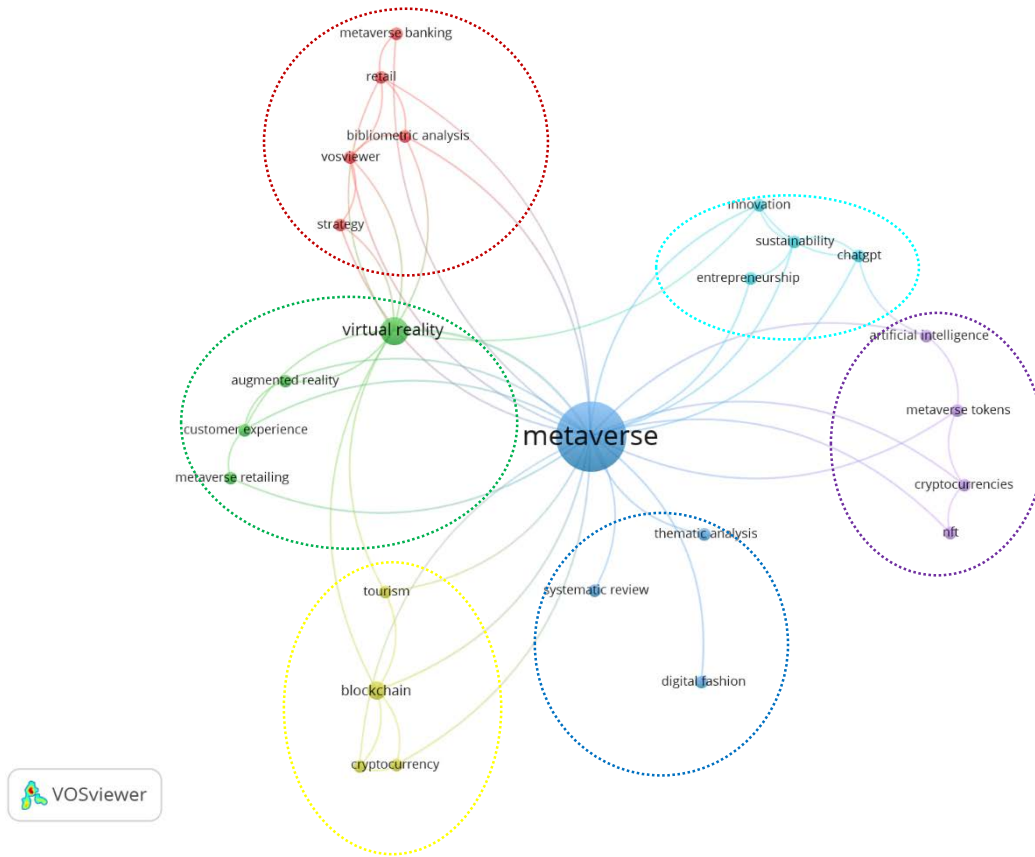 metaverse banking
retail
bibliometric analysis
vosviewer
strategy
innovation
sustainability
chatgpt
entrepreneurship
virtual reality
artificial intelligence
augmented reality
metaverse tokens
customer experience
metaverse
metaverse retailing
cryptocurrencies
nft
thematic analysis
tourism
systematic review
digital fashion
blockchain
cryptocurrency
VOSviewer